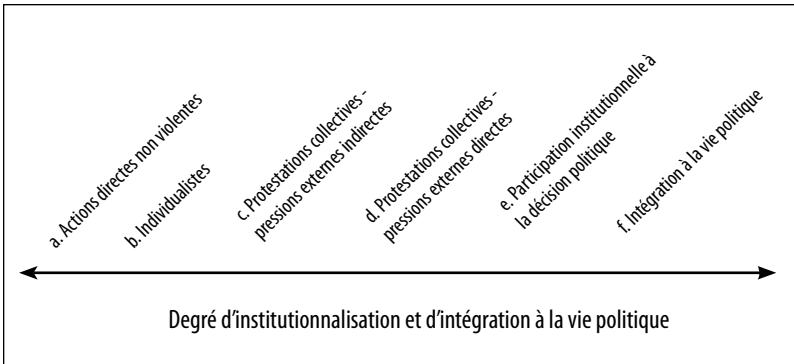 a. Actions directes non violentes
b. Individualistes
c. Protestations collectives -
pressions externes indirectes
d. Protestations collectives -
pressions externes directes
e. Participation institutionnelle à
la décision politique
f. Intégration à la vie politique
Degré d'institutionnalisation et d'intégration à la vie politique